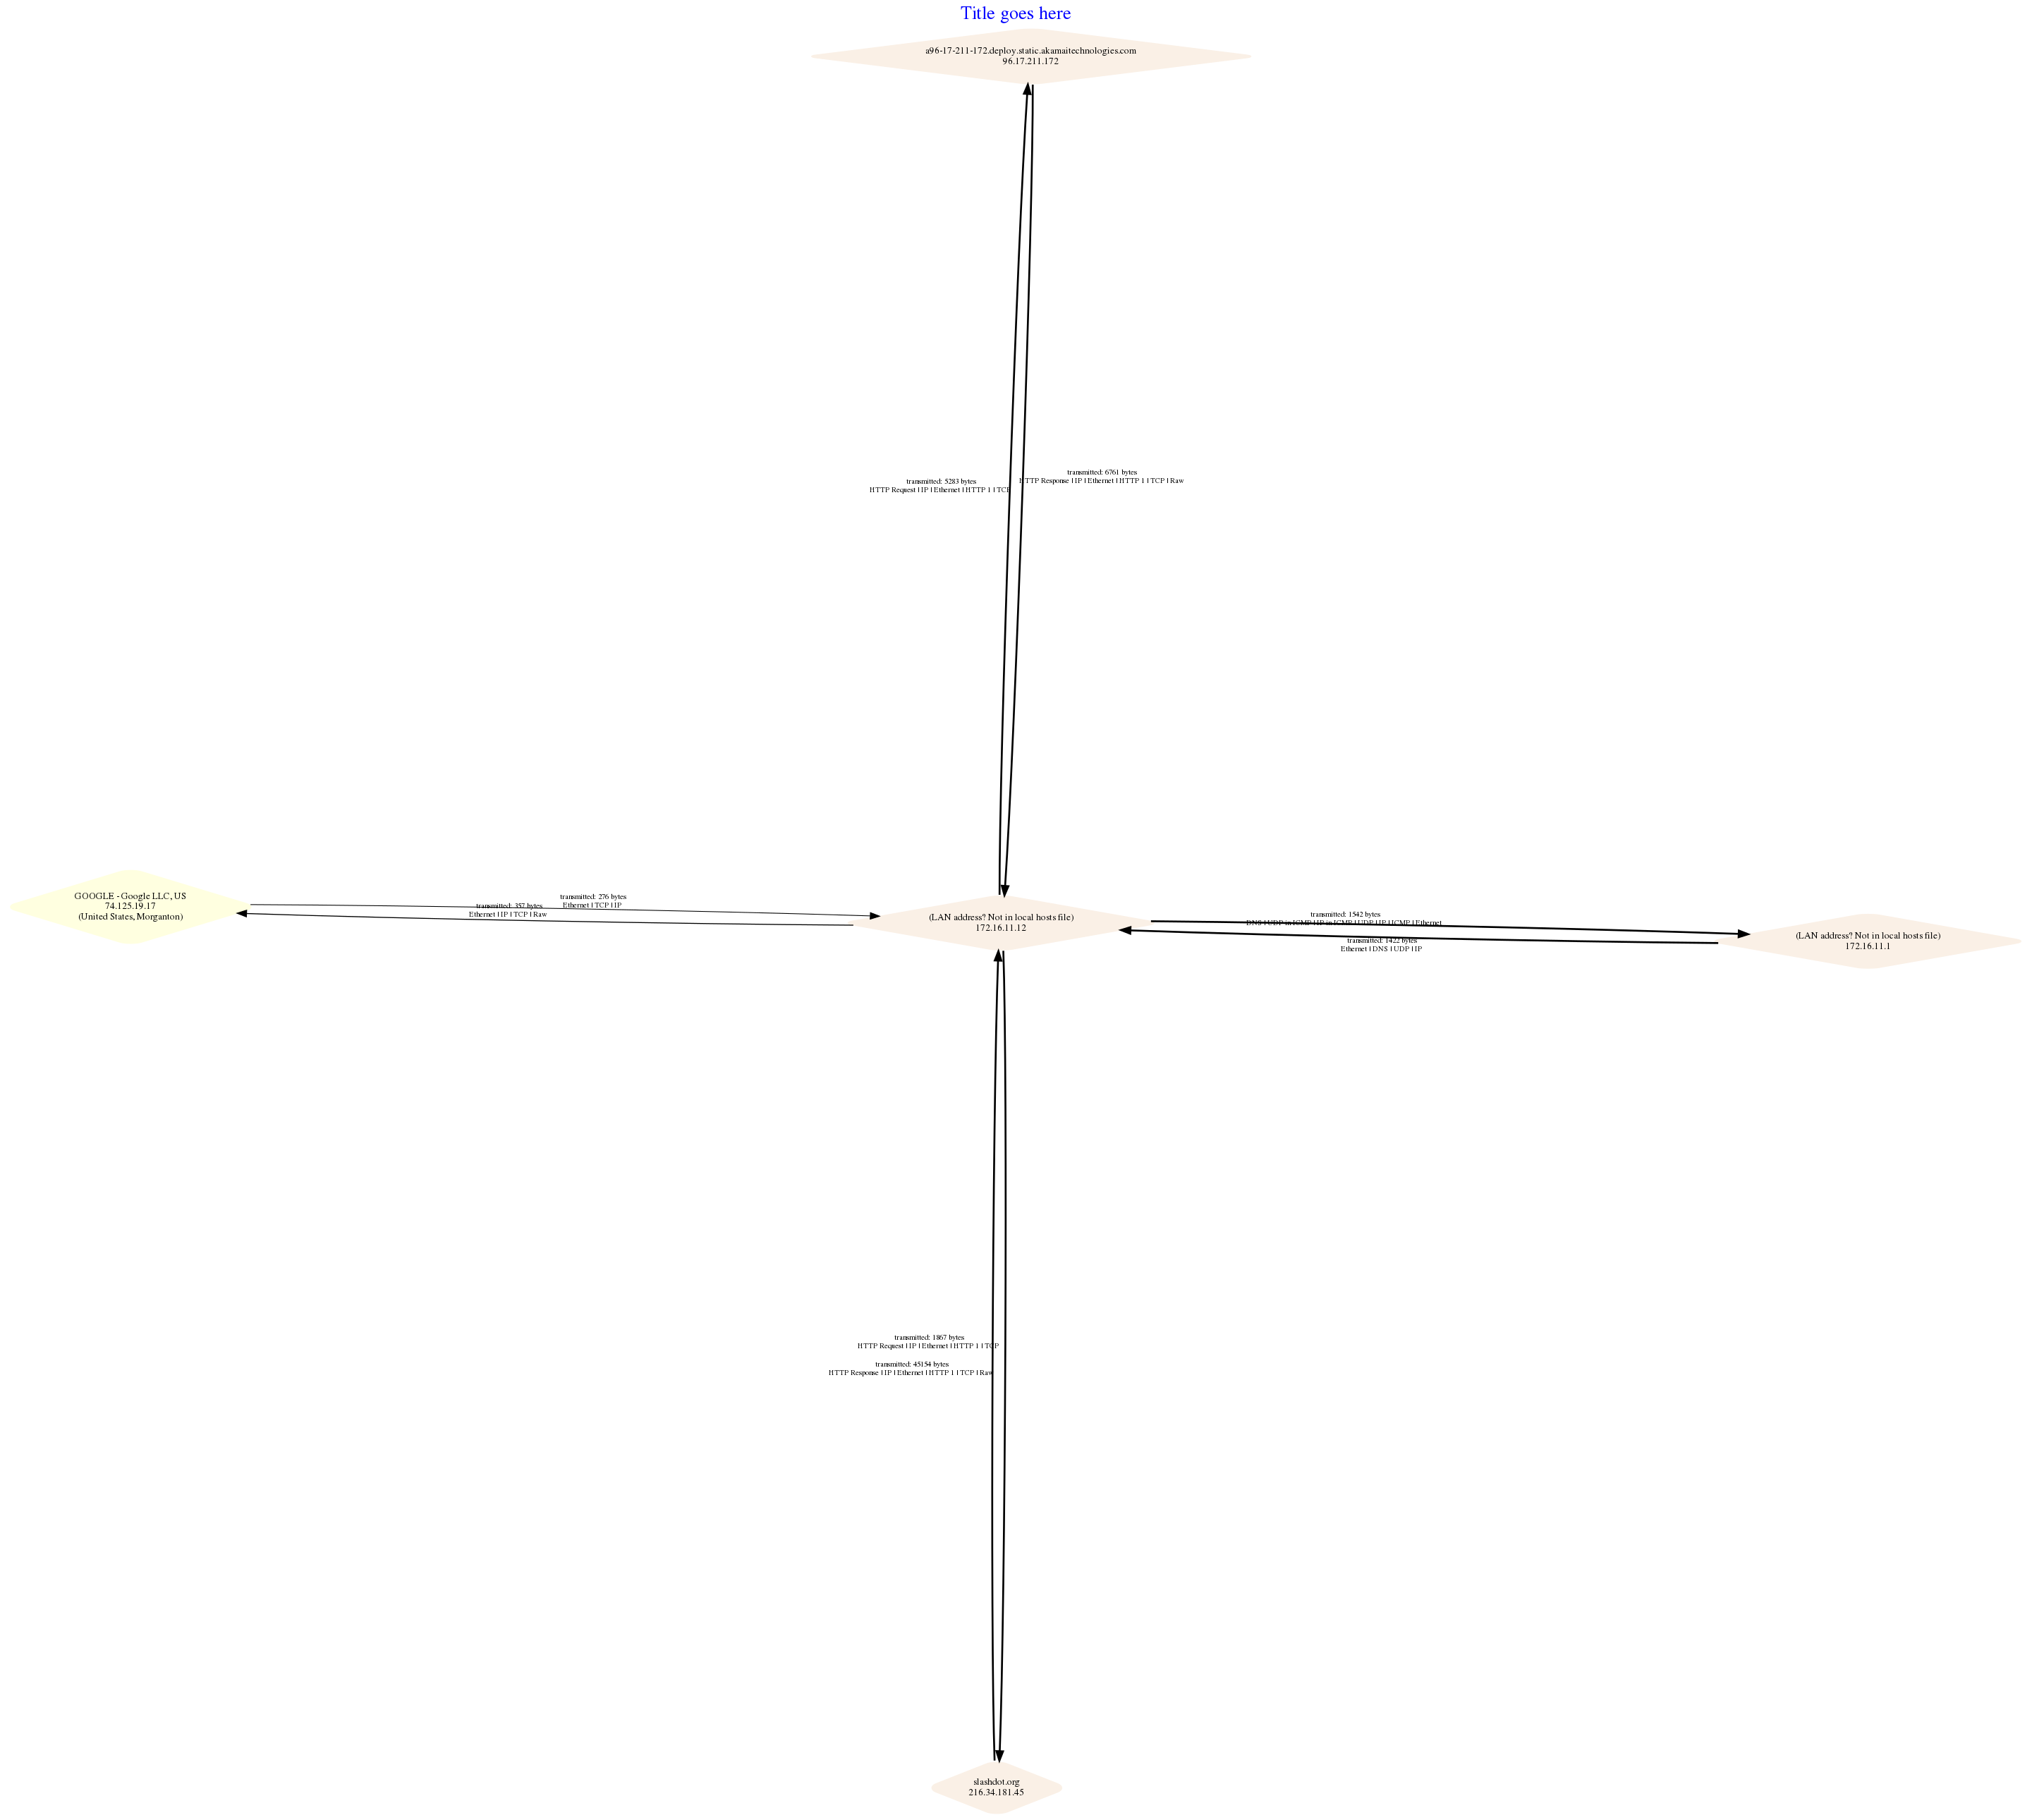 Title goes here
a96-17-211-172.deploy.static.akamaitechnologies.com
96.17.211.172
transmitted: 6761 bytes
HTTP Response | IP | Ethernet | HTTP 1 | TCP | Raw
transmitted: 5283 bytes
HTTP Request | IP | Ethernet | HTTP 1 | TCP
GOOGLE - Google LLC, US
74.125.19.17
(United States, Morganton)
transmitted: 276 bytes
Ethernet | TCP | IP
transmitted: 357 bytes
Ethernet | IP | TCP | Raw
(LAN address? Not in local hosts file)
172.16.11.12
transmitted: 1542 bytes
DNS | UDP in ICMP | IP in ICMP | UDP | IP | ICMP | Ethernet
transmitted: 1422 bytes
Ethernet | DNS | UDP | IP
(LAN address? Not in local hosts file)
172.16.11.1
transmitted: 1867 bytes
HTTP Request | IP | Ethernet | HTTP 1 | TCP
transmitted: 45154 bytes
HTTP Response | IP | Ethernet | HTTP 1 | TCP | Raw
slashdot.org
216.34.181.45